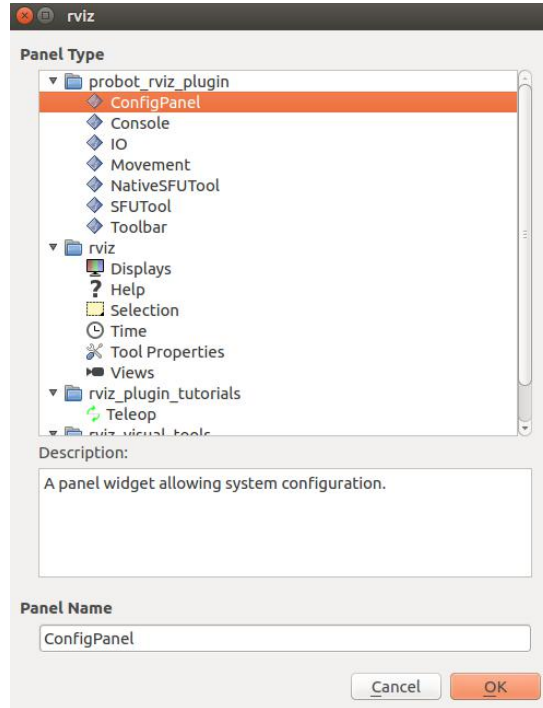 rviz
Panel Type
probot_rviz_plugin
ConfigPanel
Console
IO
Movement
NativeSFUTool
SFUTool
Toolbar
rviz
Displays
Help
Selection
Time
Tool Properties
Views
rviz_plugin_tutorials
Teleop
rviz_visual_tools
Description:
A panel widget allowing system configuration.
Panel Name
ConfigPanel
Cancel OK